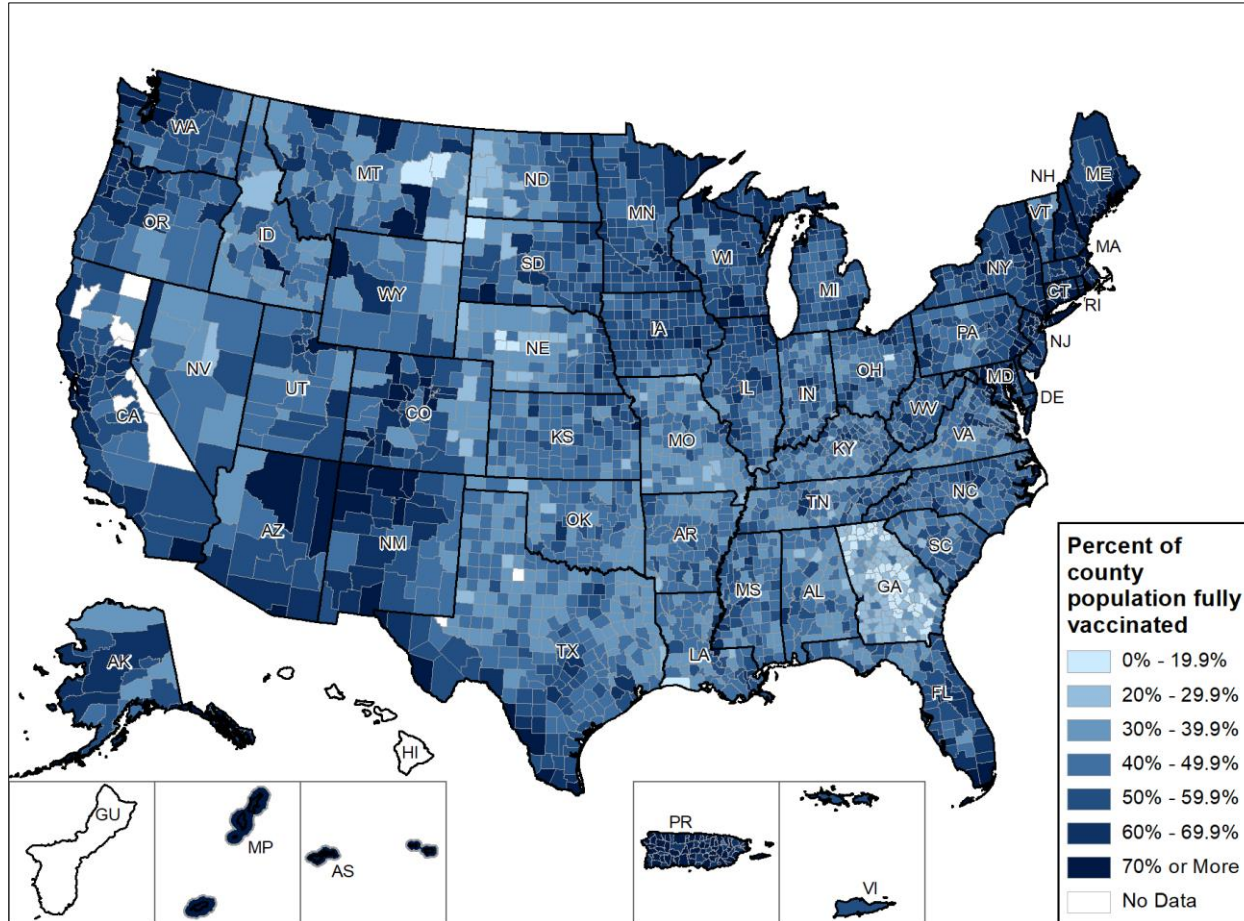 WA
MT
ND
MN
NH
ME
VT
OR
ID
SD
WI
NY
MA
WY
MI
CT
RI
NE
IA
PA
NJ
NV
UT
CO
IL
IN
OH
MD
DE
CA
KS
MO
WV
KY
VA
AZ
NM
OK
AR
TN
NC
SC
MS
AL
GA
TX
LA
FL
AK
HI
GU
MP
AS
PR
VI
Percent of
county
population fully
vaccinated
0% - 19.9%
20% - 29.9%
30% - 39.9%
40% - 49.9%
50% - 59.9%
60% - 69.9%
70% or More
No Data